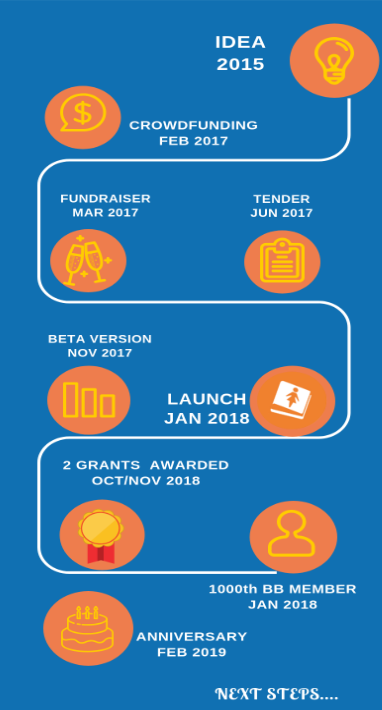 IDEA
2015
CROWDFUNDING
FEB 2017
FUNDRAISER
MAR 2017
TENDER
JUN 2017
BETA VERSION
NOV 2017
LAUNCH
JAN 2018
2 GRANTS AWARDED
OCT/NOV 2018
1000th BB MEMBER
JAN 2018
ANNIVERSARY
FEB 2019
NEXT STEPS....